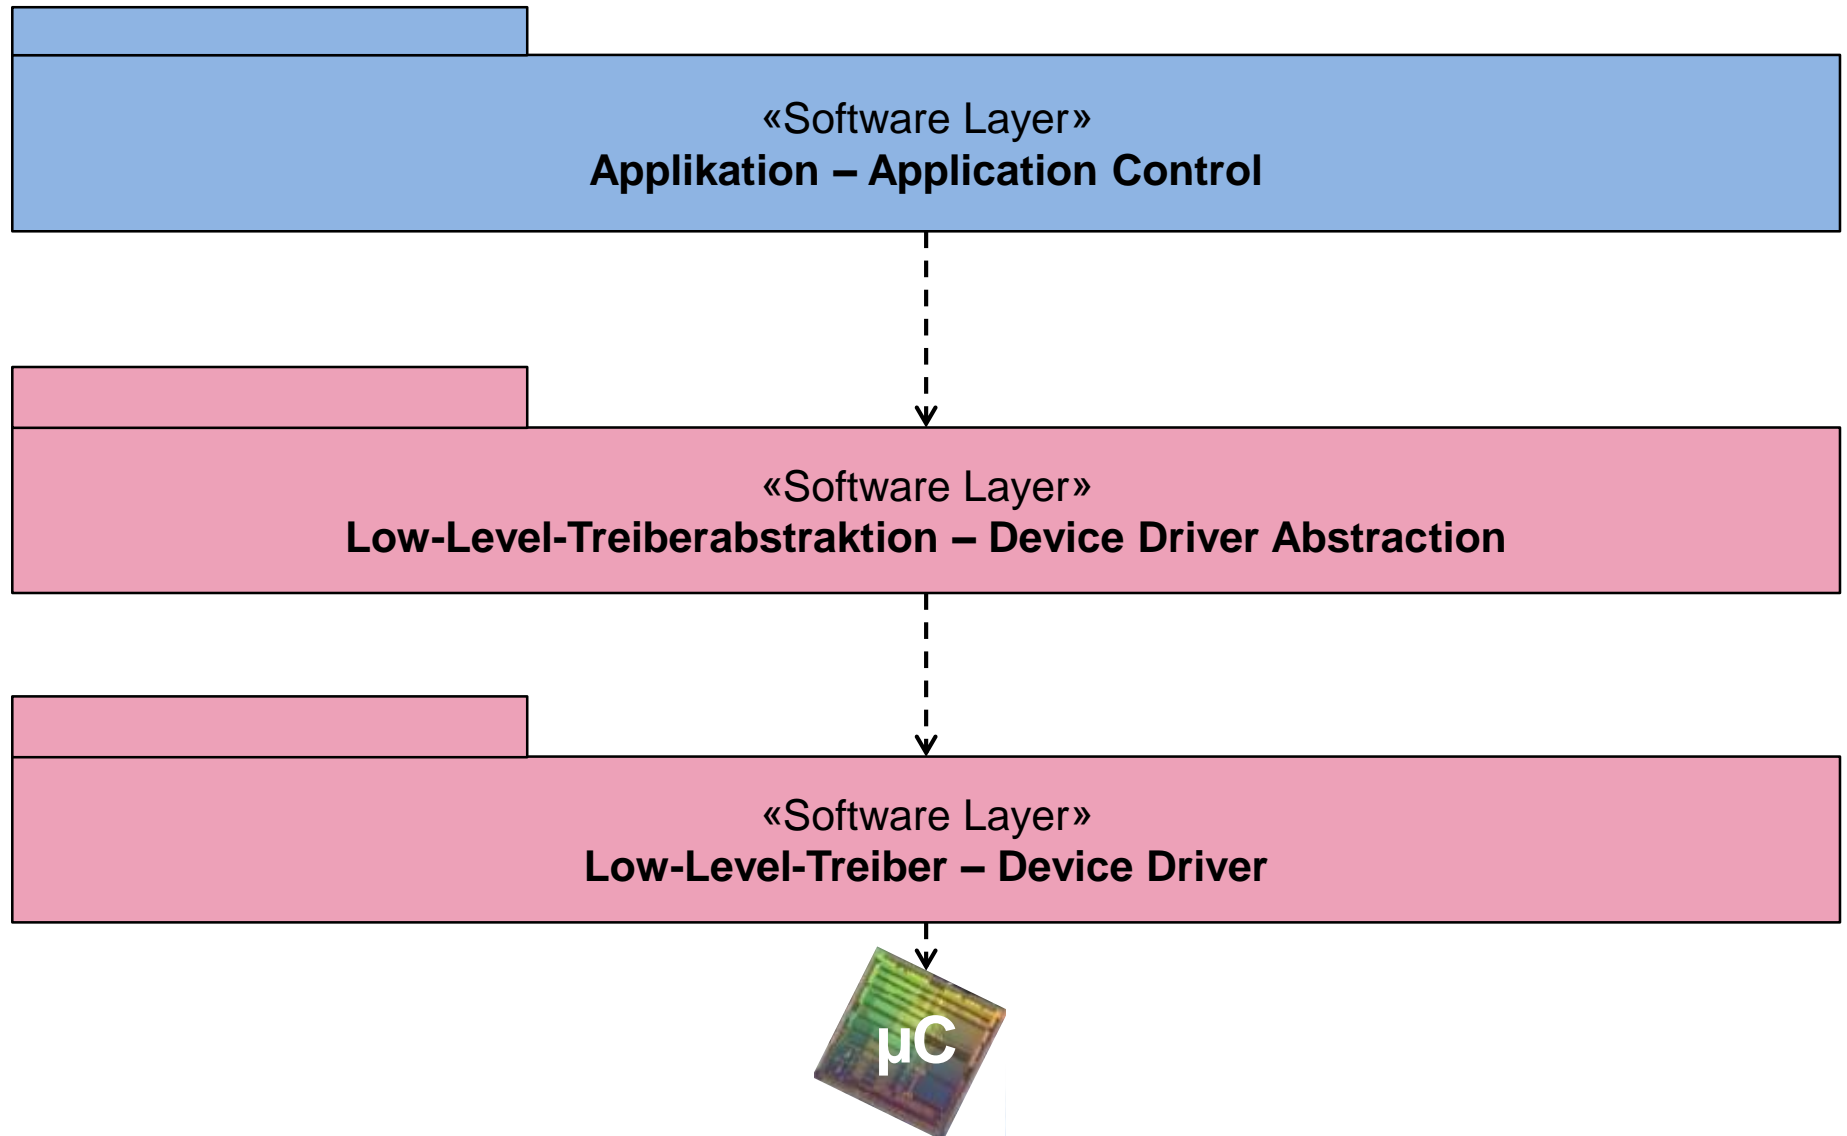 «Software Layer»
Applikation – Application Control
«Software Layer»
Low-Level-Treiberabstraktion – Device Driver Abstraction
«Software Layer»
Low-Level-Treiber – Device Driver
µC